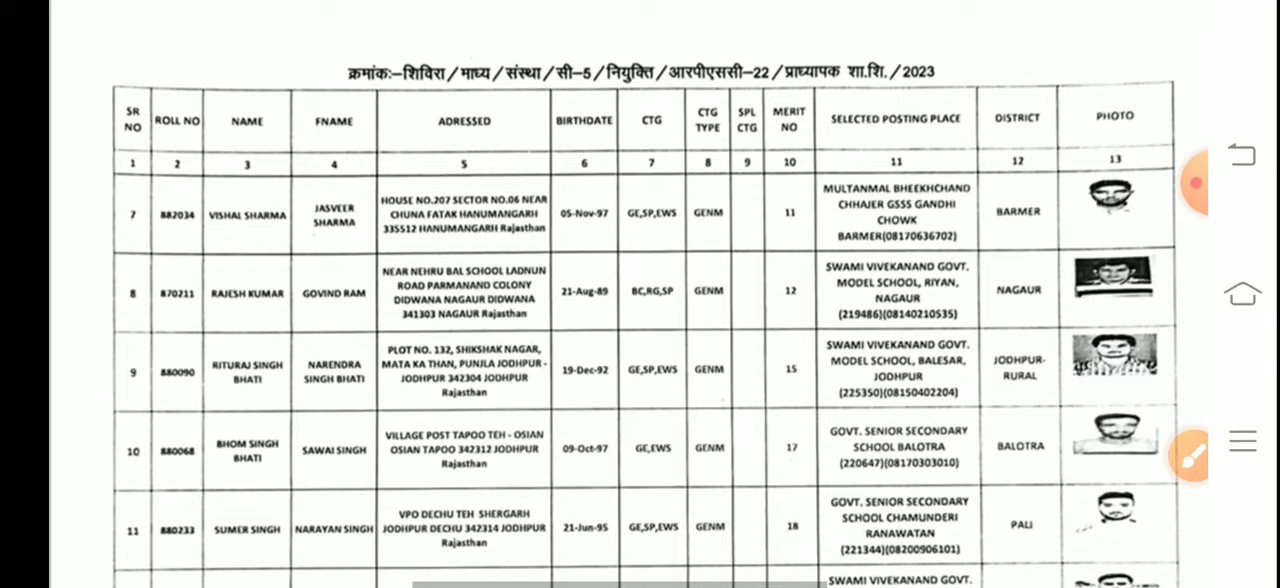 क्रमांकः–शिविरा/माध्य/संस्था/सी–5/नियुक्ति/आरपीएससी–22/प्राध्यापक शा.शि./2023
SR NO ROLL NO NAME FNAME ADRESSED BIRTHDATE CTG CTG TYPE SPL CTG MERIT NO SELECTED POSTING PLACE DISTRICT PHOTO
1 2 3 4 5 6 7 8 9 10 11 12 13
7 882034 VISHAL SHARMA JASVEER SHARMA HOUSE NO.207 SECTOR NO.06 NEAR CHUNA FATAK HANUMANGARH 335512 HANUMANGARH Rajasthan 05-Nov-97 GE,SP,EWS GENM 11 MULTANMAL BHEEKHCHAND CHHAJER GSSS GANDHI CHOWK BARMER(08170636702) BARMER
8 870211 RAJESH KUMAR GOVIND RAM NEAR NEHRU BAL SCHOOL LADNUN ROAD PARMANAND COLONY DIDWANA NAGAUR DIDWANA 341303 NAGAUR Rajasthan 21-Aug-89 BC,RG,SP GENM 12 SWAMI VIVEKANAND GOVT. MODEL SCHOOL, RIYAN, NAGAUR (219486)(08140210535) NAGAUR
9 880090 RITURAJ SINGH BHATI NARENDRA SINGH BHATI PLOT NO. 132, SHIKSHAK NAGAR, MATA KA THAN, PUNJLA JODHPUR - JODHPUR 342304 JODHPUR Rajasthan 19-Dec-92 GE,SP,EWS GENM 15 SWAMI VIVEKANAND GOVT. MODEL SCHOOL, BALESAR, JODHPUR (225350)(08150402204) JODHPUR-RURAL
10 880068 BHOM SINGH BHATI SAWAI SINGH VILLAGE POST TAPOO TEH - OSIAN OSIAN TAPOO 342312 JODHPUR Rajasthan 09-Oct-97 GE,EWS GENM 17 GOVT. SENIOR SECONDARY SCHOOL BALOTRA (220647)(08170303010) BALOTRA
11 880233 SUMER SINGH NARAYAN SINGH VPO DECHU TEH SHERGARH JODHPUR DECHU 342314 JODHPUR Rajasthan 21-Jun-95 GE,SP,EWS GENM 18 GOVT. SENIOR SECONDARY SCHOOL CHAMUNDERI RANAWATAN (221344)(08200906101) PALI
SWAMI VIVEKANAND GOVT.